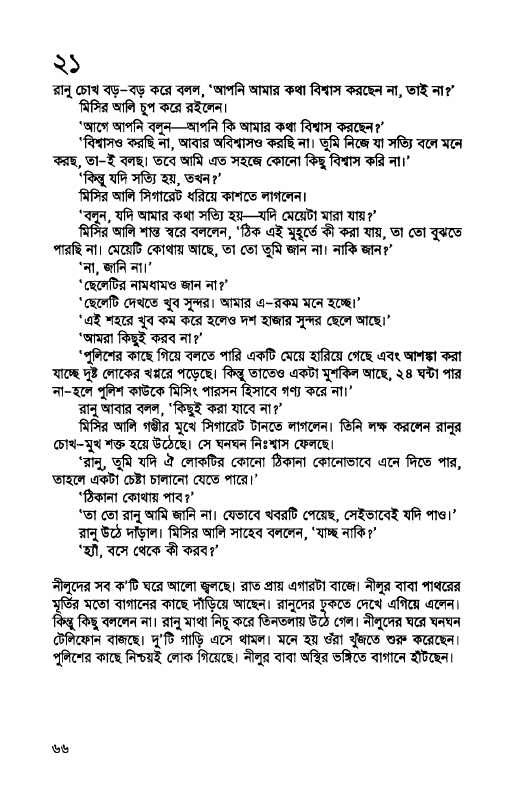 ২১
রানু চোখ বড়-বড় করে বলল, ‘আপনি আমার কথা বিশ্বাস করছেন না, তাই না?’
মিসির আলি চুপ করে রইলেন।
‘আগে আপনি বলুন—আপনি কি আমার কথা বিশ্বাস করছেন?’
‘বিশ্বাসও করছি না, আবার অবিশ্বাসও করছি না। তুমি নিজে যা সত্যি বলে মনে
করছ, তা-ই বলছ। তবে আমি এত সহজে কোনো কিছু বিশ্বাস করি না।’
‘কিন্তু যদি সত্যি হয়, তখন?’
মিসির আলি সিগারেট ধরিয়ে কাশতে লাগলেন।
‘বলুন, যদি আমার কথা সত্যি হয়—যদি মেয়েটা মারা যায়?’
মিসির আলি শান্ত স্বরে বললেন, ‘ঠিক এই মুহূর্তে কী করা যায়, তা তো বুঝতে
পারছি না। মেয়েটি কোথায় আছে, তা তো তুমি জান না। নাকি জান?’
‘না, জানি না।’
‘ছেলেটির নামধামও জান না?’
‘ছেলেটি দেখতে খুব সুন্দর। আমার এ-রকম মনে হচ্ছে।’
‘এই শহরে খুব কম করে হলেও দশ হাজার সুন্দর ছেলে আছে।’
‘আমরা কিছুই করব না?’
‘পুলিশের কাছে গিয়ে বলতে পারি একটি মেয়ে হারিয়ে গেছে এবং আশঙ্কা করা
যাচ্ছে দুষ্ট লোকের খপ্পরে পড়েছে। কিন্তু তাতেও একটা মুশকিল আছে, ২৪ ঘন্টা পার
না-হলে পুলিশ কাউকে মিসিং পারসন হিসাবে গণ্য করে না।’
রানু আবার বলল, ‘কিছুই করা যাবে না?’
মিসির আলি গম্ভীর মুখে সিগারেট টানতে লাগলেন। তিনি লক্ষ করলেন রানুর
চোখ-মুখ শক্ত হয়ে উঠেছে। সে ঘনঘন নিঃশ্বাস ফেলছে।
‘রানু, তুমি যদি ঐ লোকটির কোনো ঠিকানা কোনোভাবে এনে দিতে পার,
তাহলে একটা চেষ্টা চালানো যেতে পারে।’
‘ঠিকানা কোথায় পাব?’
‘তা তো রানু আমি জানি না। যেভাবে খবরটি পেয়েছ, সেইভাবেই যদি পাও।’
রানু উঠে দাঁড়াল। মিসির আলি সাহেব বললেন, ‘যাচ্ছ নাকি?’
‘হ্যাঁ, বসে থেকে কী করব?’
নীলুদের সব ক’টি ঘরে আলো জ্বলছে। রাত প্রায় এগারটা বাজে। নীলুর বাবা পাথরের
মূর্তির মতো বাগানের কাছে দাঁড়িয়ে আছেন। রানুদের ঢুকতে দেখে এগিয়ে এলেন।
কিন্তু কিছু বললেন না। রানু মাথা নিচু করে তিনতলায় উঠে গেল। নীলুদের ঘরে ঘনঘন
টেলিফোন বাজছে। দু’টি গাড়ি এসে থামল। মনে হয় ওঁরা খুঁজতে শুরু করেছেন।
পুলিশের কাছে নিশ্চয়ই লোক গিয়েছে। নীলুর বাবা অস্থির ভঙ্গিতে বাগানে হাঁটছেন।
৬৬